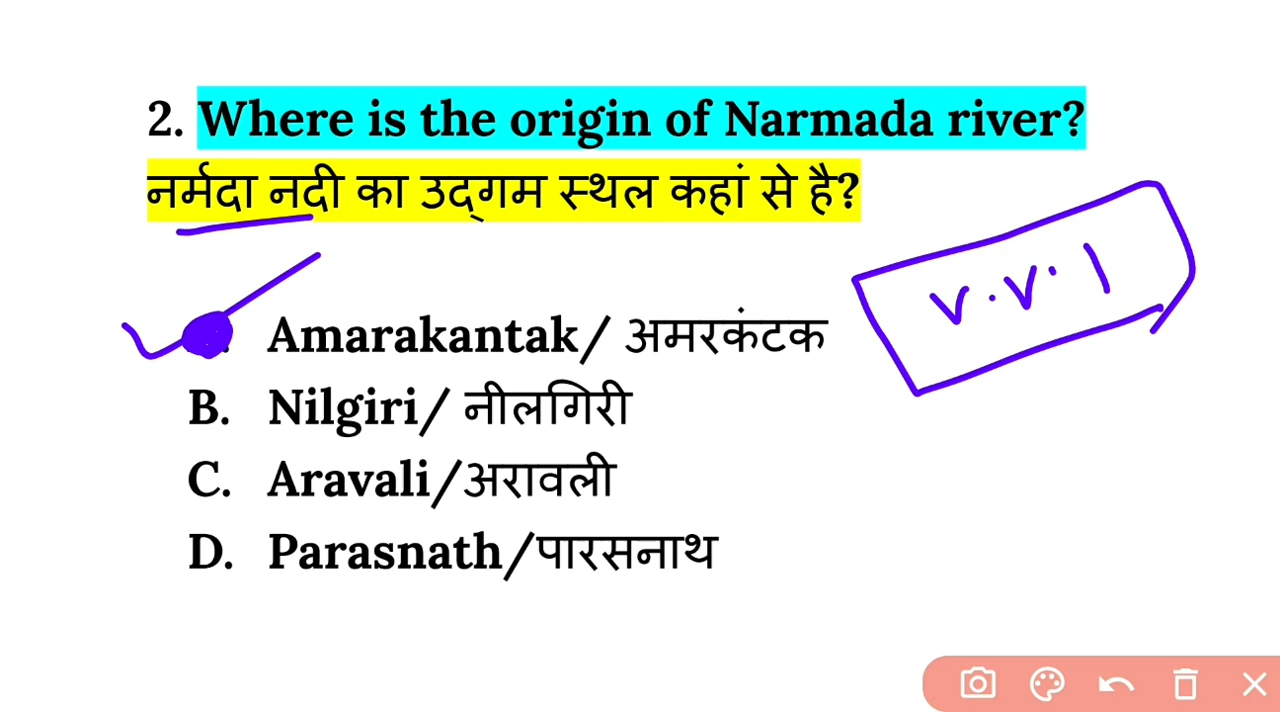 2. Where is the origin of Narmada river?
नर्मदा नदी का उद्गम स्थल कहां से है?
v.v.I
Amarakantak/ अमरकंटक
B. Nilgiri/ नीलगिरी
C. Aravali/अरावली
D. Parasnath/पारसनाथ